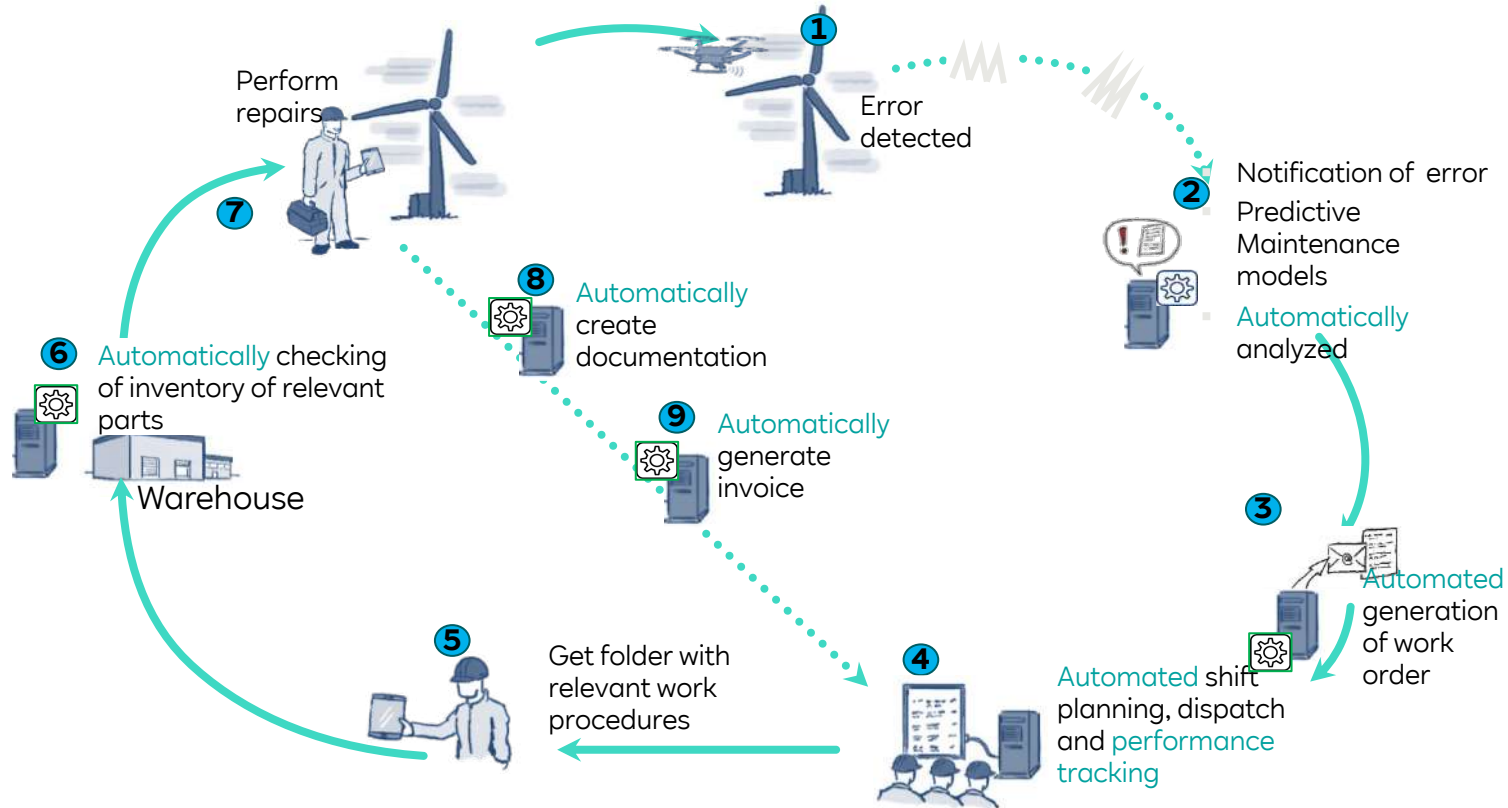 1
Error
detected
2
Notification of error
Predictive
Maintenance
models
Automatically
analyzed
3
Automated
generation
of work
order
4
Automated shift
planning, dispatch
and performance
tracking
5
Get folder with
relevant work
procedures
6
Automatically checking
of inventory of relevant
parts
Warehouse
7
Perform
repairs
8
Automatically
create
documentation
9
Automatically
generate
invoice
!
@